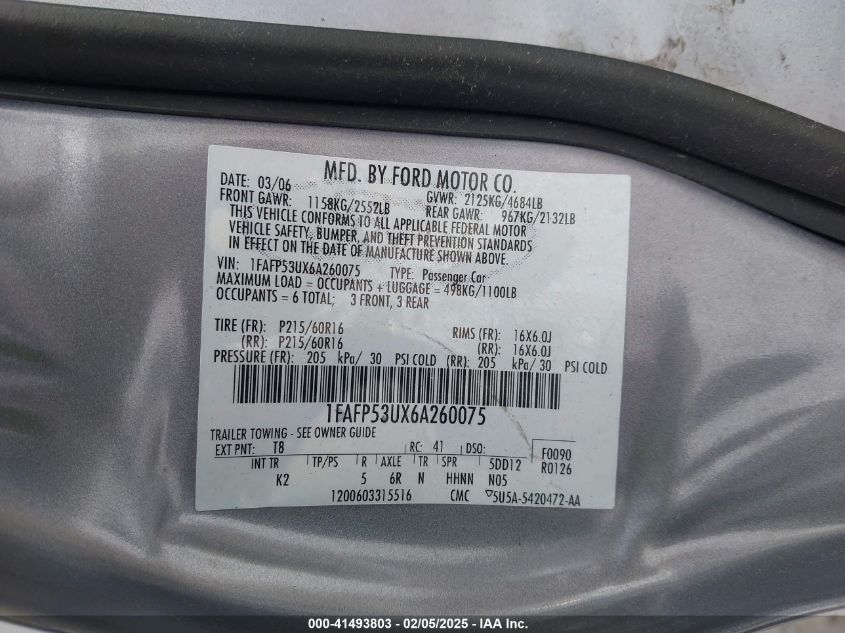 MFD. BY FORD MOTOR CO.
DATE: 03/06 GVWR: 2125KG/4684LB
FRONT GAWR: 1158KG/2552LB REAR GAWR: 967KG/2132LB
THIS VEHICLE CONFORMS TO ALL APPLICABLE FEDERAL MOTOR
VEHICLE SAFETY, BUMPER, AND THEFT PREVENTION STANDARDS
IN EFFECT ON THE DATE OF MANUFACTURE SHOWN ABOVE.
VIN: 1FAFP53UX6A260075 TYPE: Passenger Car
MAXIMUM LOAD = OCCUPANTS + LUGGAGE = 498KG/1100LB
OCCUPANTS = 6 TOTAL; 3 FRONT, 3 REAR
TIRE (FR): P215/60R16 RIMS (FR): 16X6.0J
(RR): P215/60R16 (RR): 16X6.0J
PRESSURE (FR): 205 kPa/ 30 PSI COLD (RR): 205 kPa/ 30 PSI COLD
1FAFP53UX6A260075
TRAILER TOWING - SEE OWNER GUIDE
EXT PNT: T8 RC: 41 DSO: F0090
INT TR TP/PS R AXLE TR SPR 5DD12 R0126
K2 5 6R N HHNN N05
1200603315516 CMC 5U5A-5420472-AA
000-41493803 - 02/05/2025 - IAA Inc.